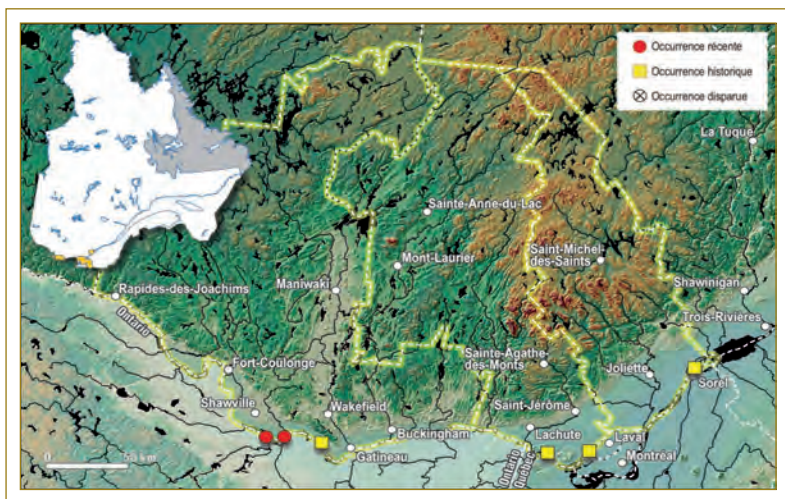 Occurrence récente
Occurrence historique
Occurrence disparue
La Tuque
Sainte-Anne-du-Lac
Saint-Michel
des-Saints
Mont-Laurier
Maniwaki
Shawinigan
Rapides-des-Joachims
Trois-Rivières
Ontario
Fort-Coulonge
Sainte-Agathe
des-Monts
Joliette
Sorel
Shawville
Wakefield
Saint-Jérôme
Buckingham
Lachute
Laval
Gatineau
Ontario
Québec
Montréal
0 50 km